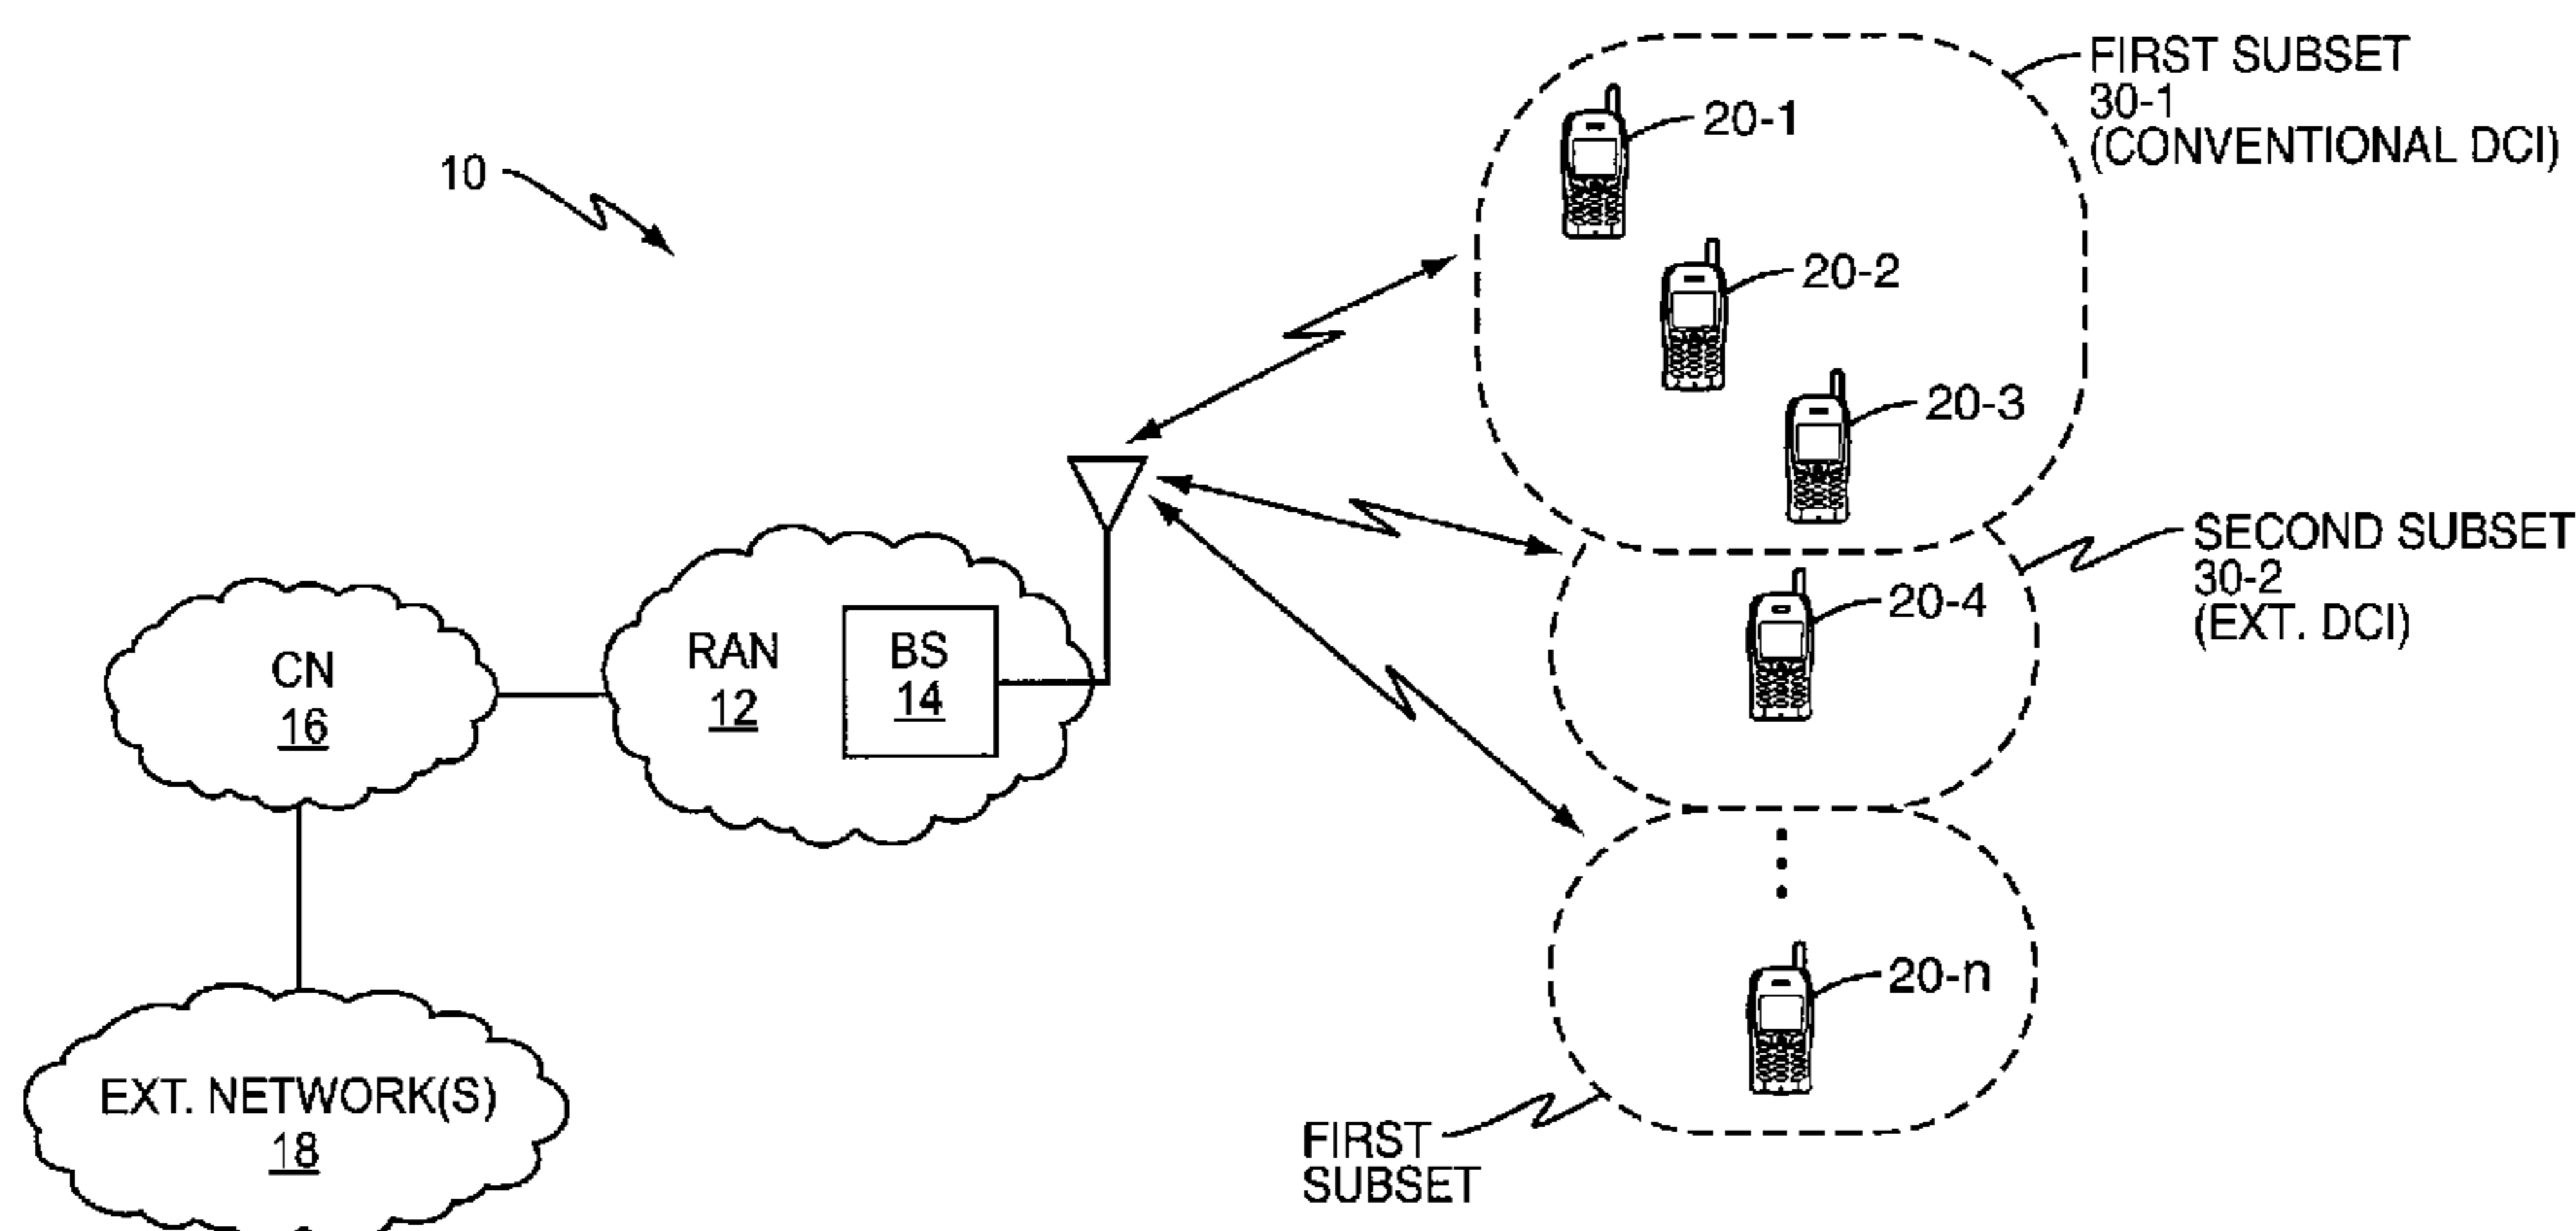 FIRST SUBSET
30-1
(CONVENTIONAL DCI)
20-1
10
20-2
20-3
SECOND SUBSET
30-2
(EXT. DCI)
20-4
RAN
12
BS
14
CN
16
20-n
EXT. NETWORK(S)
18
FIRST
SUBSET